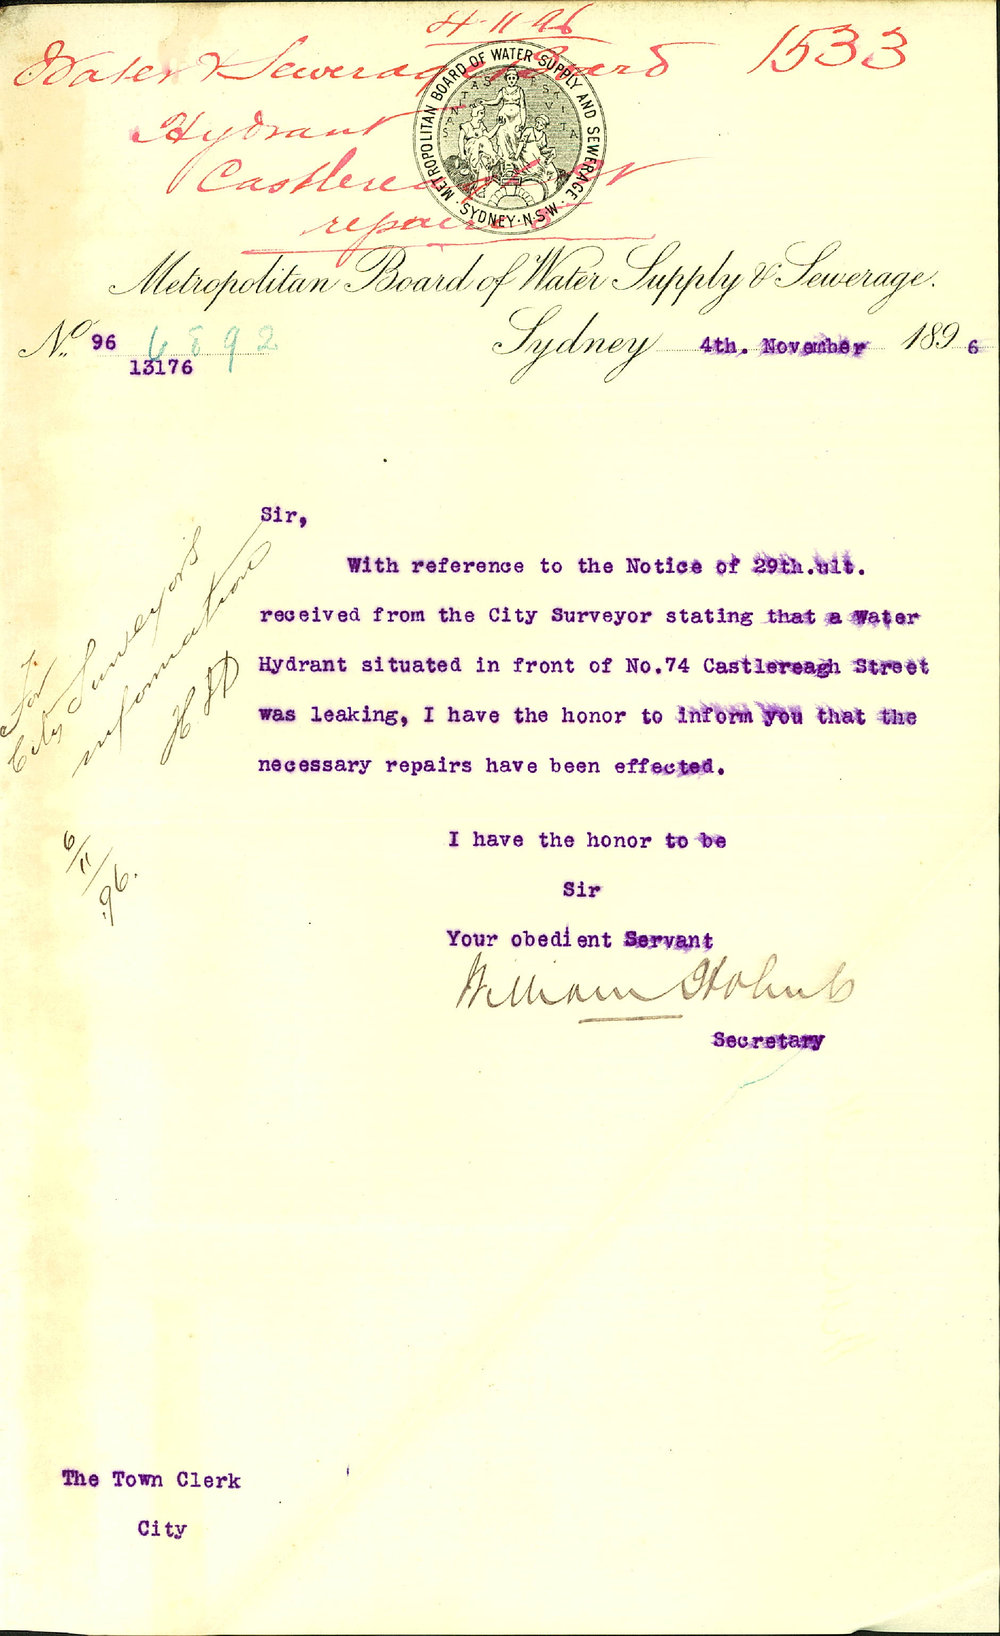 4-11-96
Water & Sewerage Board 1533
Hydrant
Castlereagh St
repaired
METROPOLITAN BOARD OF WATER SUPPLY AND SEWERAGE.
· SYDNEY · N·S·W ·
Metropolitan Board of Water Supply & Sewerage.
No. 96 6892
13176
Sydney 4th. November 1896
Sir,
With reference to the Notice of 29th.ult.
received from the City Surveyor stating that a Water
Hydrant situated in front of No.74 Castlereagh Street
was leaking, I have the honor to inform you that the
necessary repairs have been effected.
For
City Surveyor's
information
6/11/96.
I have the honor to be
Sir
Your obedient Servant
William Holmes
Secretary
The Town Clerk
City